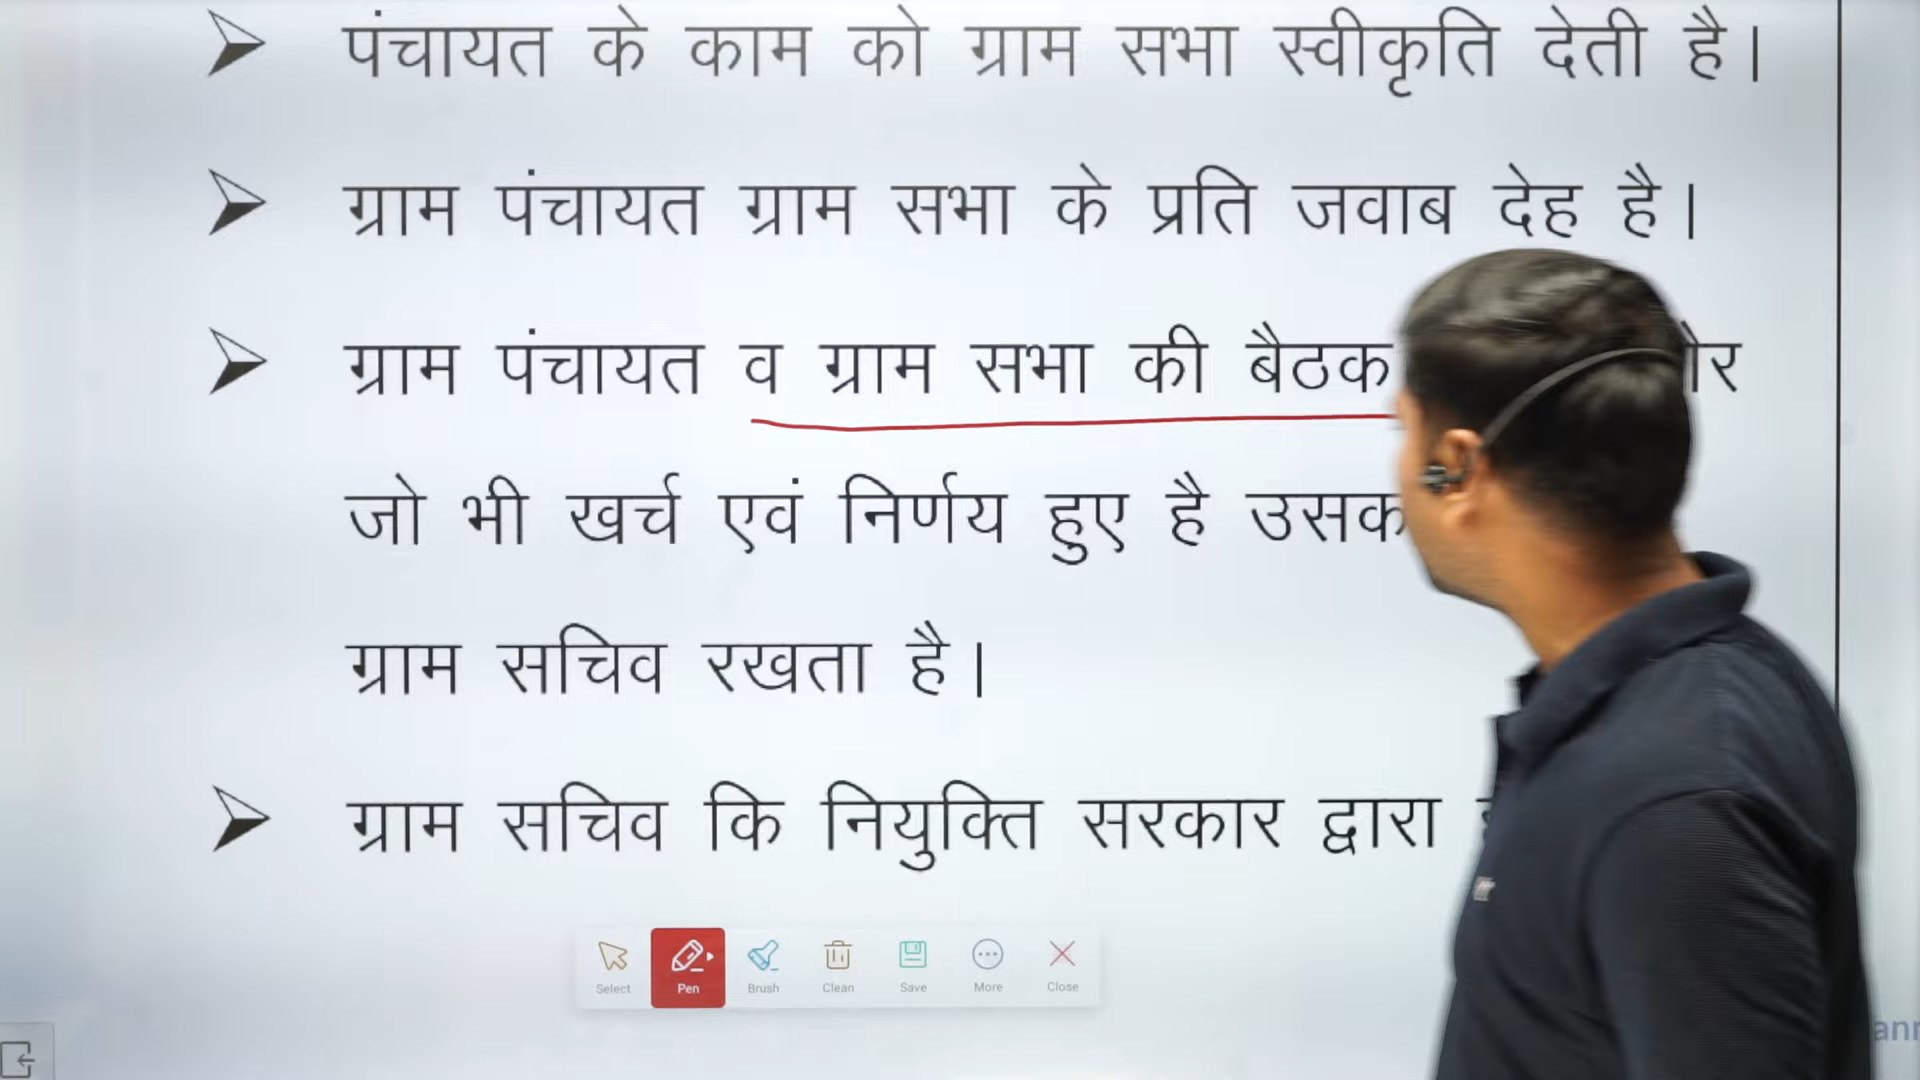 पंचायत के काम को ग्राम सभा स्वीकृति देती है।
ग्राम पंचायत ग्राम सभा के प्रति जवाब देह है।
ग्राम पंचायत व ग्राम सभा की बैठक
जो भी खर्च एवं निर्णय हुए है
ग्राम सचिव रखता है।
ग्राम सचिव कि नियुक्ति सरकार द्वारा
Select Pen Brush Clean Save More Close